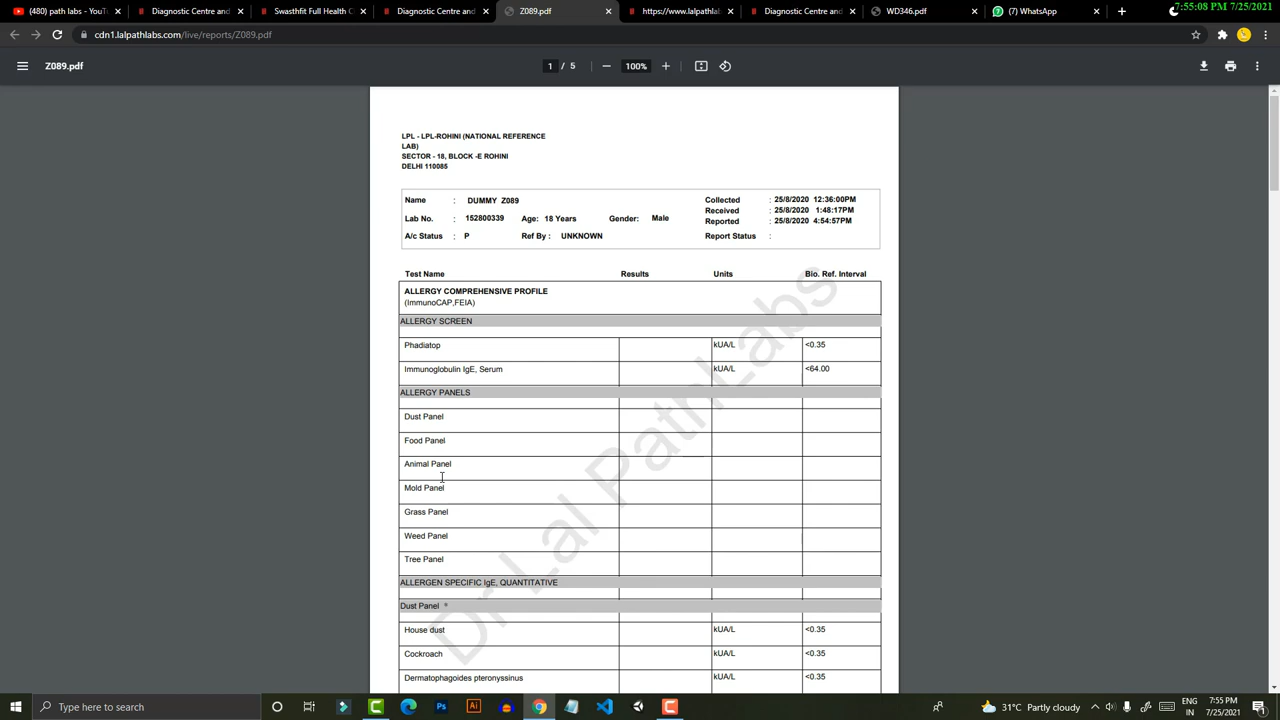 (480) path labs - YouTu
Diagnostic Centre and
Swasthfit Full Health C
Diagnostic Centre and
Z089.pdf
https://www.lalpathlab
Diagnostic Centre and
WD346.pdf
(7) WhatsApp
7:55:08 PM 7/25/2021
cdn1.lalpathlabs.com/live/reports/Z089.pdf
Z089.pdf
1 / 5
100%
LPL - LPL-ROHINI (NATIONAL REFERENCE
LAB)
SECTOR - 18, BLOCK -E ROHINI
DELHI 110085
Name : DUMMY Z089 Collected : 25/8/2020 12:36:00PM
Received : 25/8/2020 1:48:17PM
Lab No. : 152800339 Age: 18 Years Gender: Male Reported : 25/8/2020 4:54:57PM
A/c Status : P Ref By : UNKNOWN Report Status :
Test Name Results Units Bio. Ref. Interval
ALLERGY COMPREHENSIVE PROFILE
(ImmunoCAP,FEIA)
ALLERGY SCREEN
Phadiatop kUA/L <0.35
Immunoglobulin IgE, Serum kUA/L <64.00
ALLERGY PANELS
Dust Panel
Food Panel
Animal Panel
Mold Panel
Grass Panel
Weed Panel
Tree Panel
ALLERGEN SPECIFIC IgE, QUANTITATIVE
Dust Panel *
House dust kUA/L <0.35
Cockroach kUA/L <0.35
Dermatophagoides pteronyssinus kUA/L <0.35
Dr Lal PathLabs
Type here to search
31°C Partly cloudy
ENG
IN
7:55 PM
7/25/2021